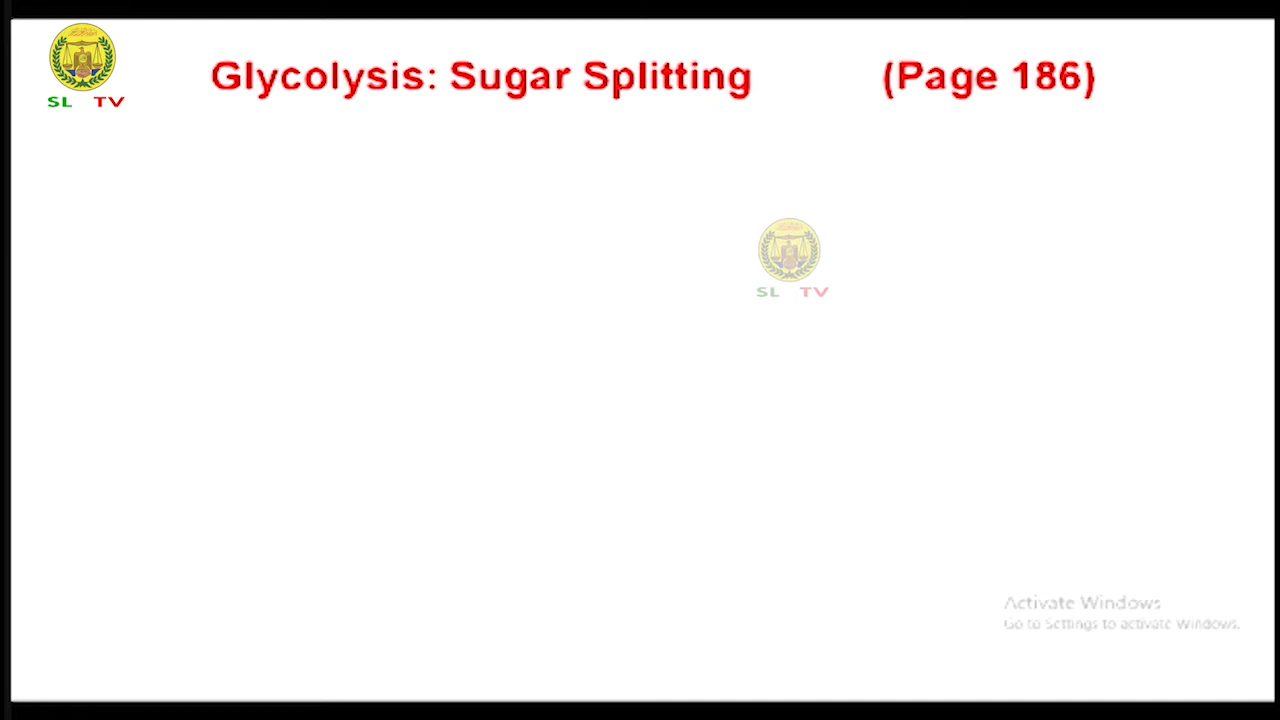 SL TV
Glycolysis: Sugar Splitting (Page 186)
SL TV
Activate Windows
Go to Settings to activate Windows.